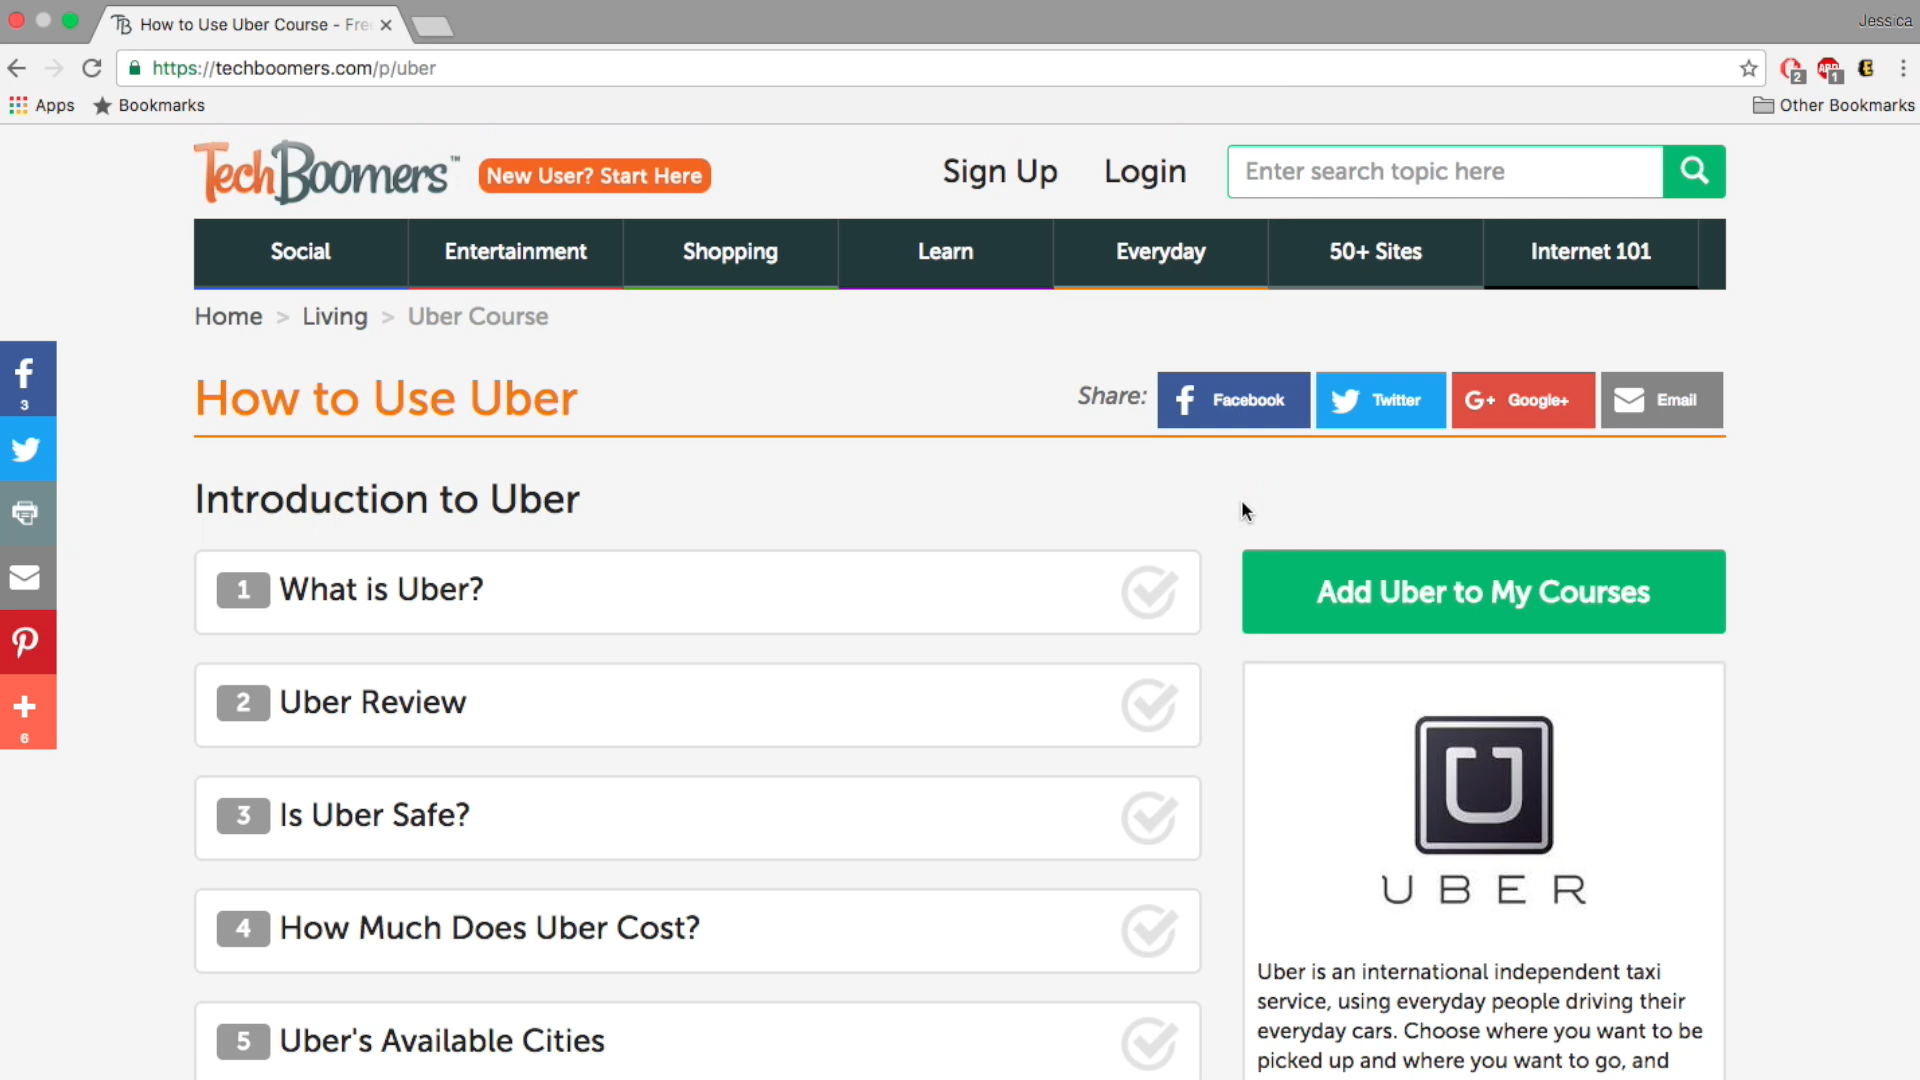 How to Use Uber Course - Fre
Jessica
https://techboomers.com/p/uber
2
1
Apps
Bookmarks
Other Bookmarks
TechBoomers™
New User? Start Here
Sign Up
Login
Enter search topic here
Social
Entertainment
Shopping
Learn
Everyday
50+ Sites
Internet 101
Home > Living > Uber Course
3
How to Use Uber
Share:
Facebook
Twitter
G+ Google+
Email
Introduction to Uber
1 What is Uber?
Add Uber to My Courses
2 Uber Review
6
3 Is Uber Safe?
UBER
4 How Much Does Uber Cost?
Uber is an international independent taxi
service, using everyday people driving their
everyday cars. Choose where you want to be
picked up and where you want to go, and
5 Uber's Available Cities